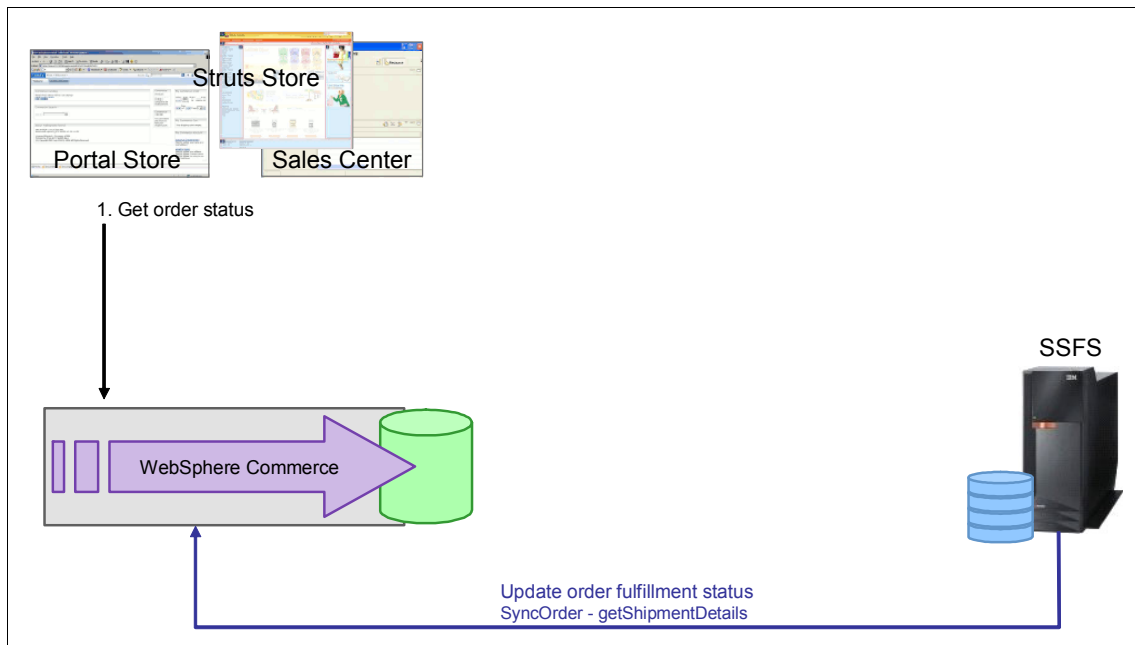 Struts Store
Portal Store
Sales Center
1. Get order status
SSFS
IBM
WebSphere Commerce
Update order fulfillment status
SyncOrder - getShipmentDetails